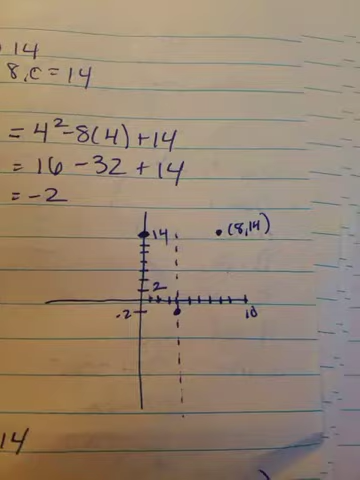 14
8, c = 14
= 4² - 8(4) + 14
= 16 - 32 + 14
= -2
14 (8,14)
2
-2 10
14